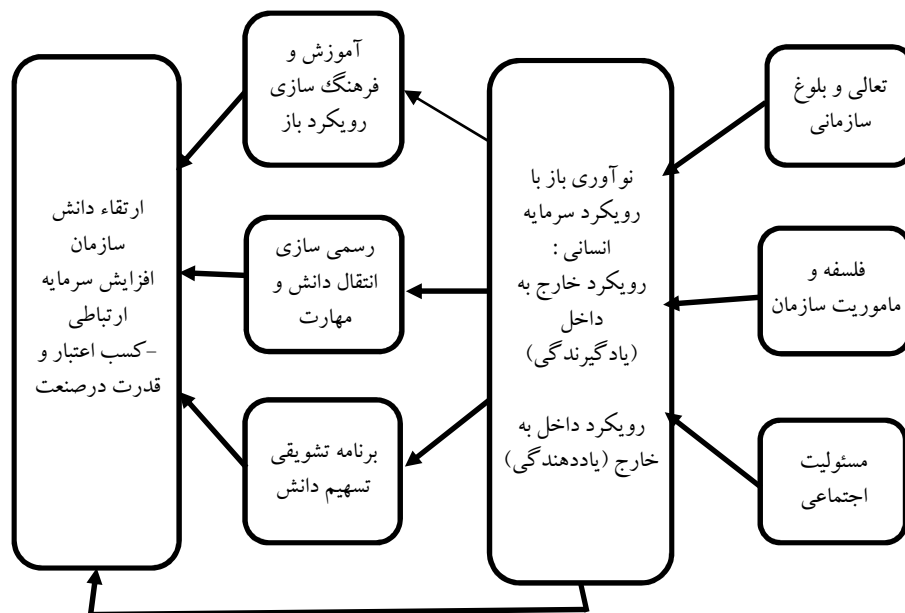 تعالی و بلوغ
سازمانی
فلسفه و
ماموریت سازمان
مسئولیت
اجتماعی
نوآوری باز با
رویکرد سرمایه
انسانی :
رویکرد خارج به
داخل
(یادگیرندگی)
رویکرد داخل به
خارج (یاددهندگی)
آموزش و
فرهنگ سازی
رویکرد باز
رسمی سازی
انتقال دانش و
مهارت
برنامه تشویقی
تسهیم دانش
ارتقاء دانش
سازمان
افزایش سرمایه
ارتباطی
-کسب اعتبار و
قدرت درصنعت